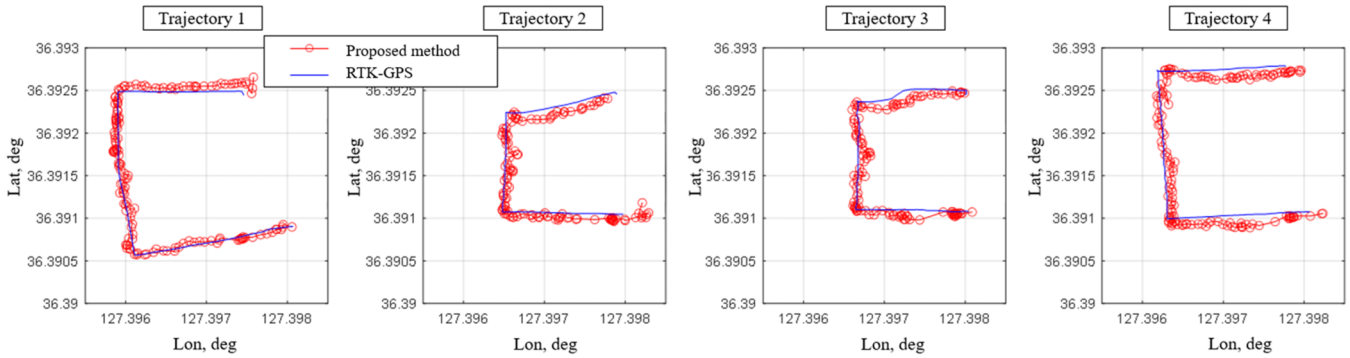 Trajectory 1
Trajectory 2
Trajectory 3
Trajectory 4
Proposed method
RTK-GPS
36.393
36.3925
36.392
36.3915
36.391
36.3905
36.39
Lat, deg
127.396
127.397
127.398
Lon, deg
36.3925
36.392
36.3915
36.391
36.3905
36.39
Lat, deg
127.396
127.397
127.398
Lon, deg
36.393
36.3925
36.392
36.3915
36.391
36.3905
36.39
Lat, deg
127.396
127.397
127.398
Lon, deg
36.393
36.3925
36.392
36.3915
36.391
36.3905
36.39
Lat, deg
127.396
127.397
127.398
Lon, deg